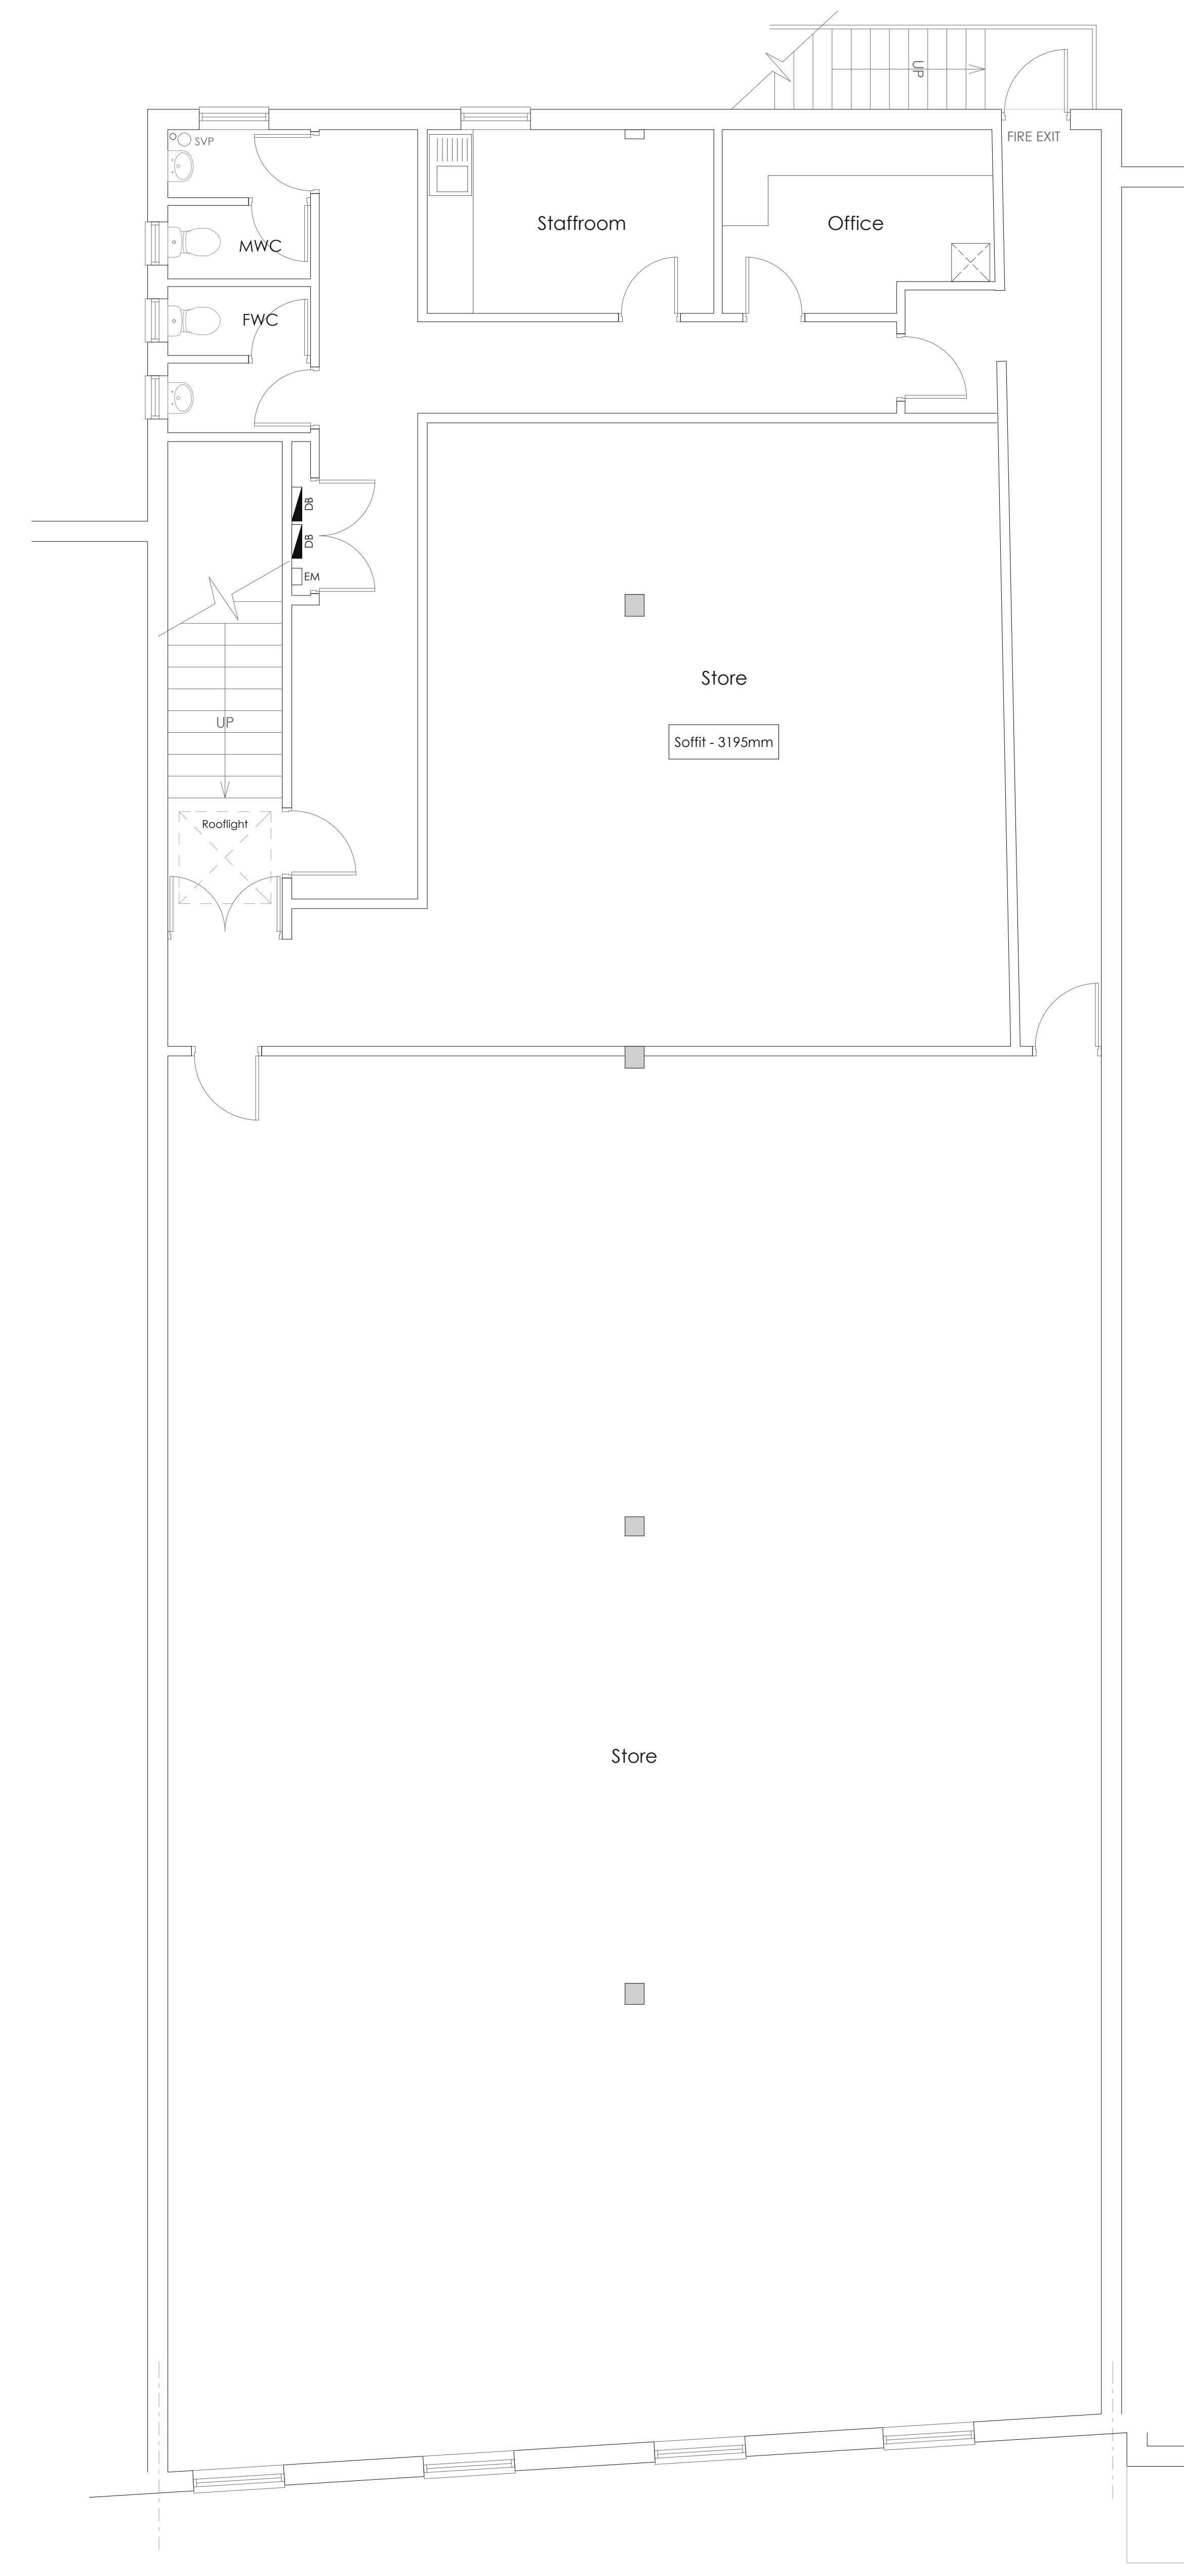 UP
FIRE EXIT
SVP
Staffroom
Office
MWC
FWC
DB
DB
EM
Store
UP
Soffit - 3195mm
Rooflight
Store